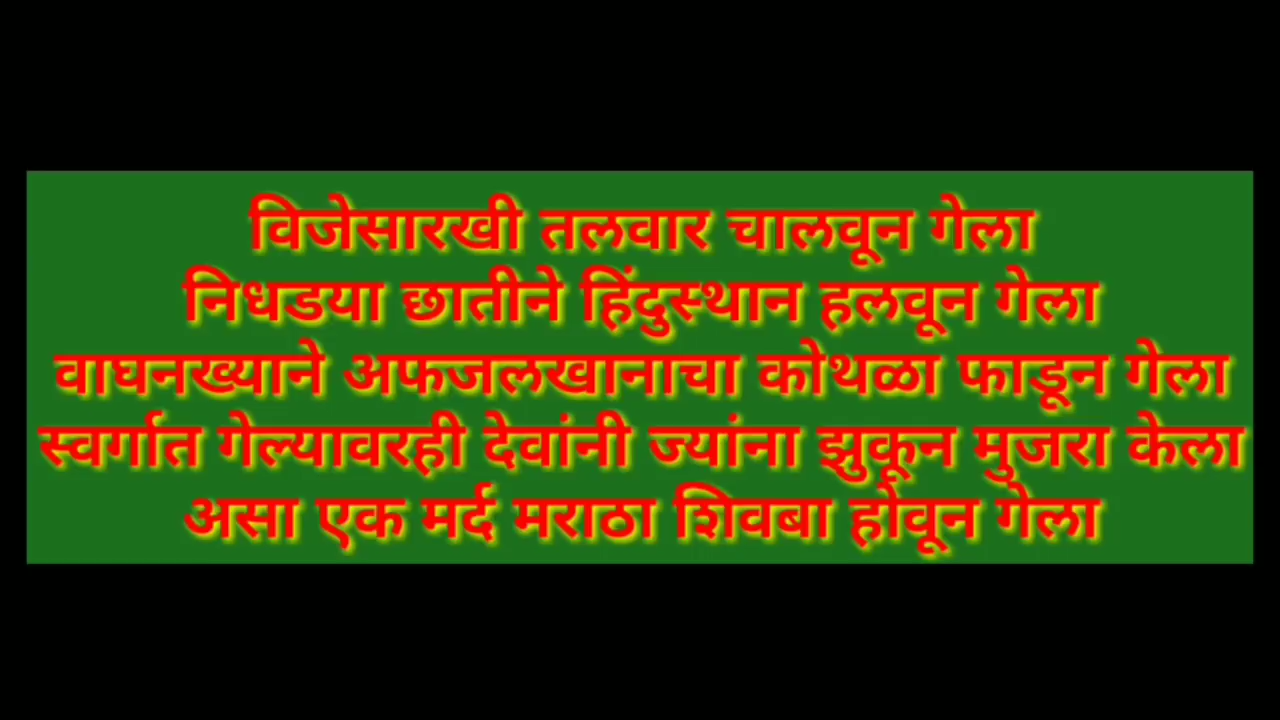 विजेसारखी तलवार चालवून गेला
निधडया छातीने हिंदुस्थान हलवून गेला
वाघनख्याने अफजलखानाचा कोथळा फाडून गेला
स्वर्गात गेल्यावरही देवांनी ज्यांना झुकून मुजरा केला
असा एक मर्द मराठा शिवबा होवून गेला